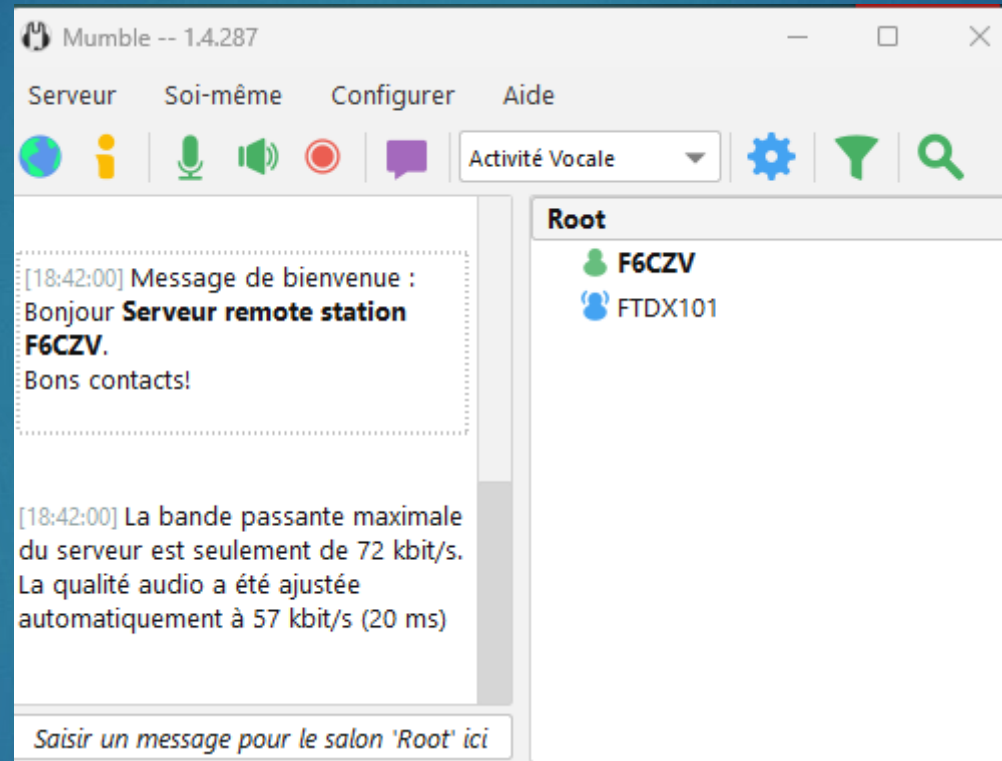 Mumble -- 1.4.287
Serveur Soi-même Configurer Aide
Activité Vocale
[18:42:00] Message de bienvenue :
Bonjour Serveur remote station
F6CZV.
Bons contacts!
[18:42:00] La bande passante maximale
du serveur est seulement de 72 kbit/s.
La qualité audio a été ajustée
automatiquement à 57 kbit/s (20 ms)
Saisir un message pour le salon 'Root' ici
Root
F6CZV
FTDX101